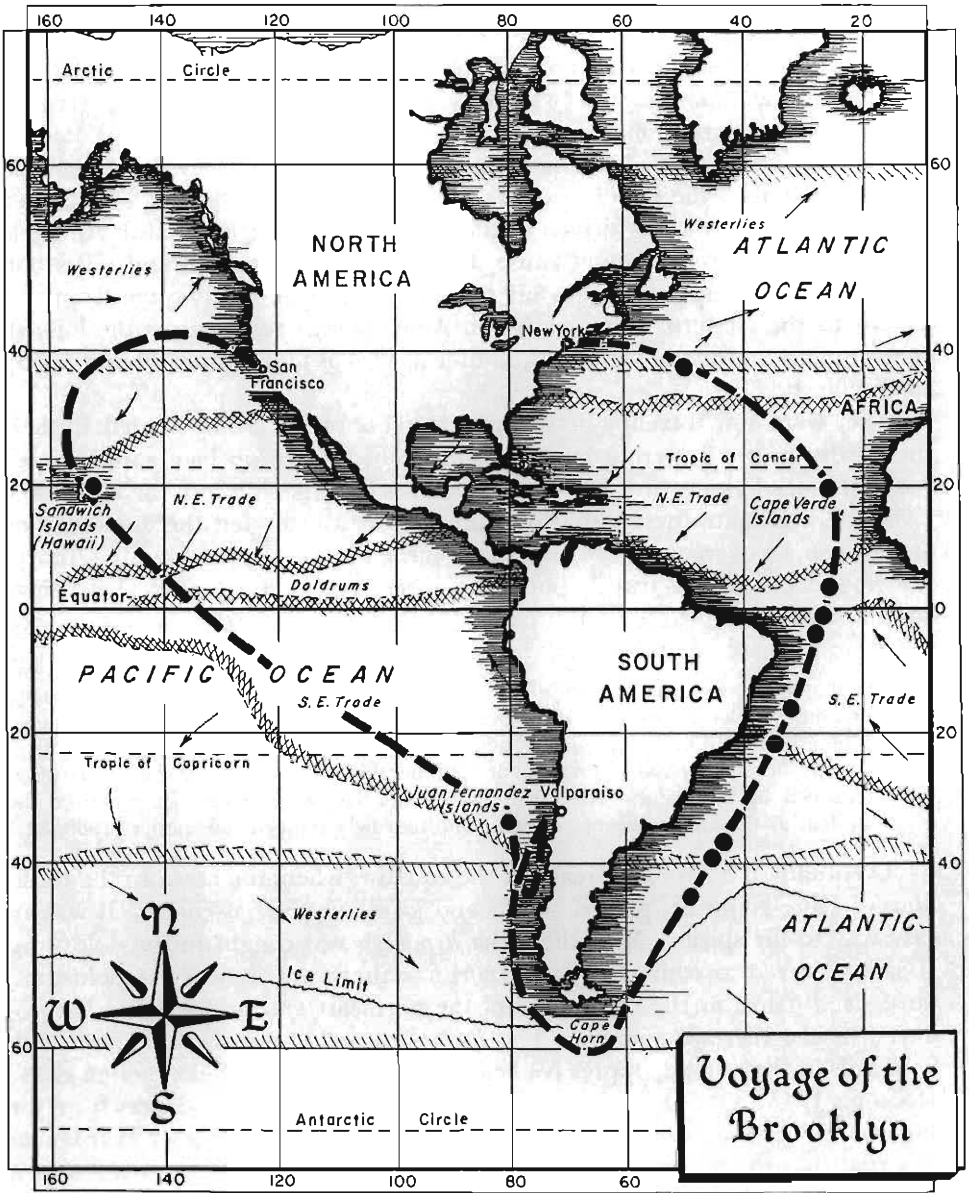 160 140 120 100 80 60 40 20
Arctic Circle
60 60
Westerlies
NORTH
AMERICA
ATLANTIC
OCEAN
Westerlies
New York
40 40
San
Francisco
AFRICA
Tropic of Cancer
20 20
Sandwich
Islands
(Hawaii)
N.E. Trade
N.E. Trade
Cape Verde
Islands
Doldrums
Equator
0 0
PACIFIC OCEAN
SOUTH
AMERICA
S.E. Trade
S.E. Trade
20 20
Tropic of Capricorn
Juan Fernandez
Islands
Valparaiso
40 40
Westerlies
ATLANTIC
OCEAN
Ice Limit
N
W E
S
Cape
Horn
60
Voyage of the
Brooklyn
Antarctic Circle
160 140 120 100 80 60 40 20